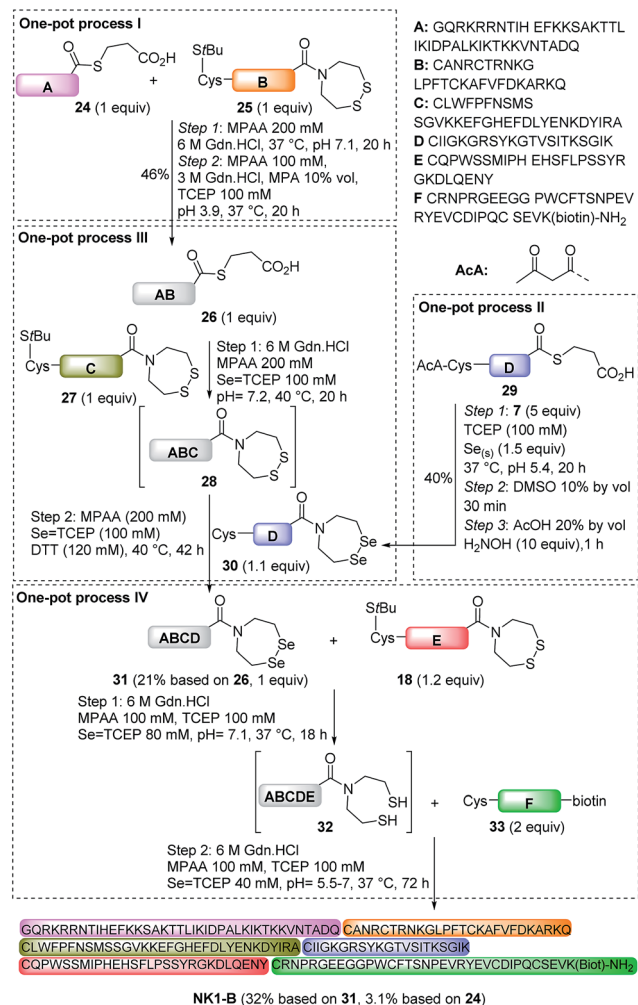 One-pot process I
O
S
CO2H
A
24 (1 equiv)
+
StBu
Cys
B
O
N
S
S
25 (1 equiv)
Step 1: MPAA 200 mM
6 M Gdn.HCl, 37 °C, pH 7.1, 20 h
Step 2: MPAA 100 mM,
3 M Gdn.HCl, MPA 10% vol,
TCEP 100 mM
pH 3.9, 37 °C, 20 h
46%
A: GQRKRRNTIH EFKKSAKTTL
IKIDPALKIKTKKVNTADQ
B: CANRCTRNKG
LPFTCKAFVFDKARKQ
C: CLWFPFNSMS
SGVKKEFGHEFDLYENKDYIRA
D CIIGKGRSYKGTVSITKSGIK
E CQPWSSMIPH EHSFLPSSYR
GKDLQENY
F CRNPRGEEGG PWCFTSNPEV
RYEVCDIPQC SEVK(biotin)-NH2
AcA:
O O
One-pot process III
O
S
CO2H
AB
26 (1 equiv)
StBu
Cys
C
O
N
S
S
27 (1 equiv)
Step 1: 6 M Gdn.HCl
MPAA 200 mM
Se=TCEP 100 mM
pH= 7.2, 40 °C, 20 h
ABC
O
N
S
S
28
Step 2: MPAA (200 mM)
Se=TCEP (100 mM)
DTT (120 mM), 40 °C, 42 h
Cys
D
O
N
Se
Se
30 (1.1 equiv)
One-pot process II
AcA-Cys
D
O
S
CO2H
29
Step 1: 7 (5 equiv)
TCEP (100 mM)
Se(s) (1.5 equiv)
37 °C, pH 5.4, 20 h
Step 2: DMSO 10% by vol
30 min
Step 3: AcOH 20% by vol
H2NOH (10 equiv),1 h
40%
One-pot process IV
ABCD
O
N
Se
Se
31 (21% based on 26, 1 equiv)
+
StBu
Cys
E
O
N
S
S
18 (1.2 equiv)
Step 1: 6 M Gdn.HCl
MPAA 100 mM, TCEP 100 mM
Se=TCEP 80 mM, pH= 7.1, 37 °C, 18 h
ABCDE
O
N
SH
SH
32
+
Cys
F
biotin
33 (2 equiv)
Step 2: 6 M Gdn.HCl
MPAA 100 mM, TCEP 100 mM
Se=TCEP 40 mM, pH= 5.5-7, 37 °C, 72 h
GQRKRRNTIHEFKKSAKTTLIKIDPALKIKTKKVNTADQ CANRCTRNKGLPFTCKAFVFDKARKQ
CLWFPFNSMSSGVKKEFGHEFDLYENKDYIRA CIIGKGRSYKGTVSITKSGIK
CQPWSSMIPHEHSFLPSSYRGKDLQENY CRNPRGEEGGPWCFTSNPEVRYEVCDIPQCSEVK(Biot)-NH2
NK1-B (32% based on 31, 3.1% based on 24)